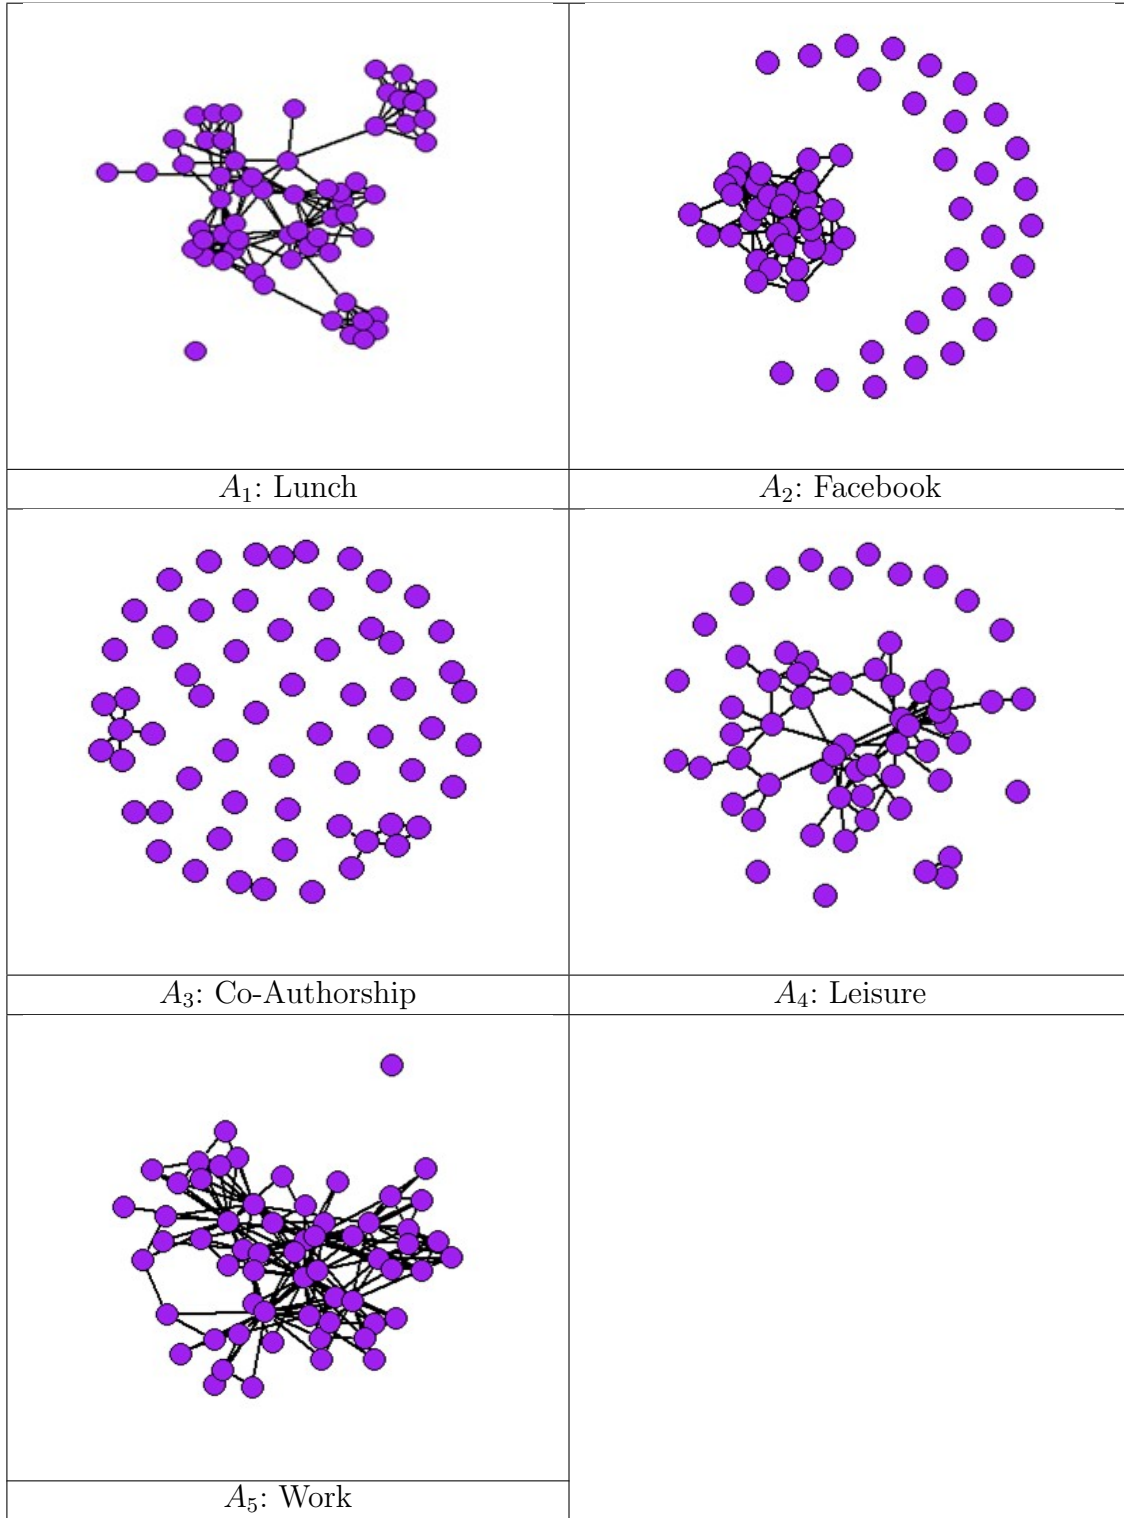 A₁: Lunch
A₂: Facebook
A₃: Co-Authorship
A₄: Leisure
A₅: Work